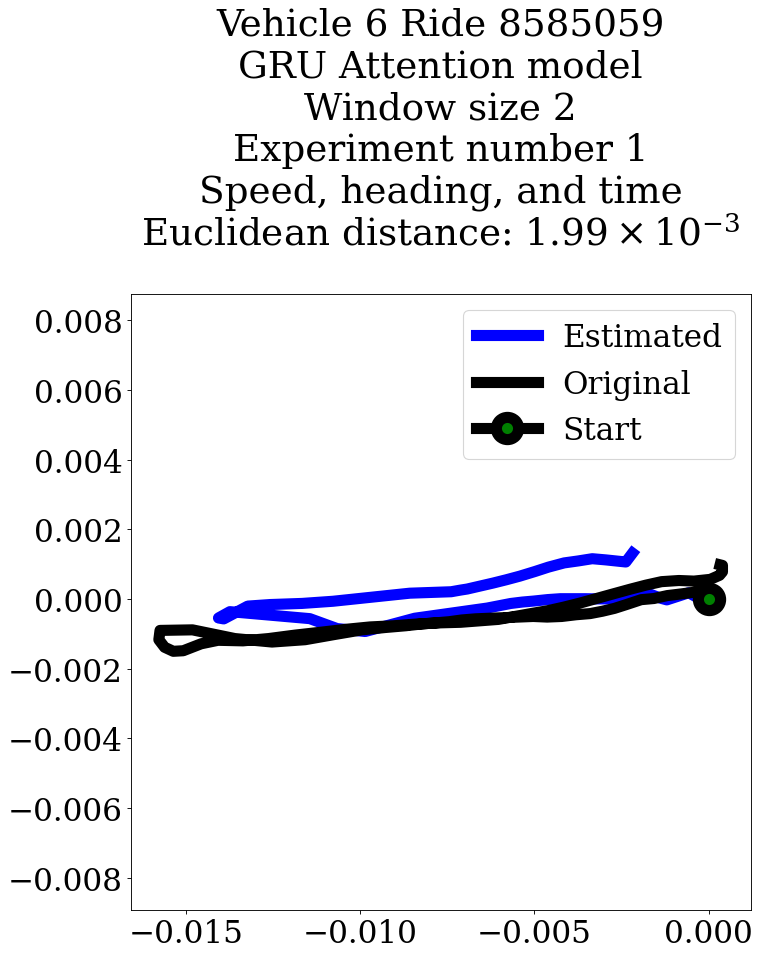 Vehicle 6 Ride 8585059
GRU Attention model
Window size 2
Experiment number 1
Speed, heading, and time
Euclidean distance: 1.99 × 10⁻³
Estimated
Original
Start
0.008
0.006
0.004
0.002
0.000
−0.002
−0.004
−0.006
−0.008
−0.015 −0.010 −0.005 0.000